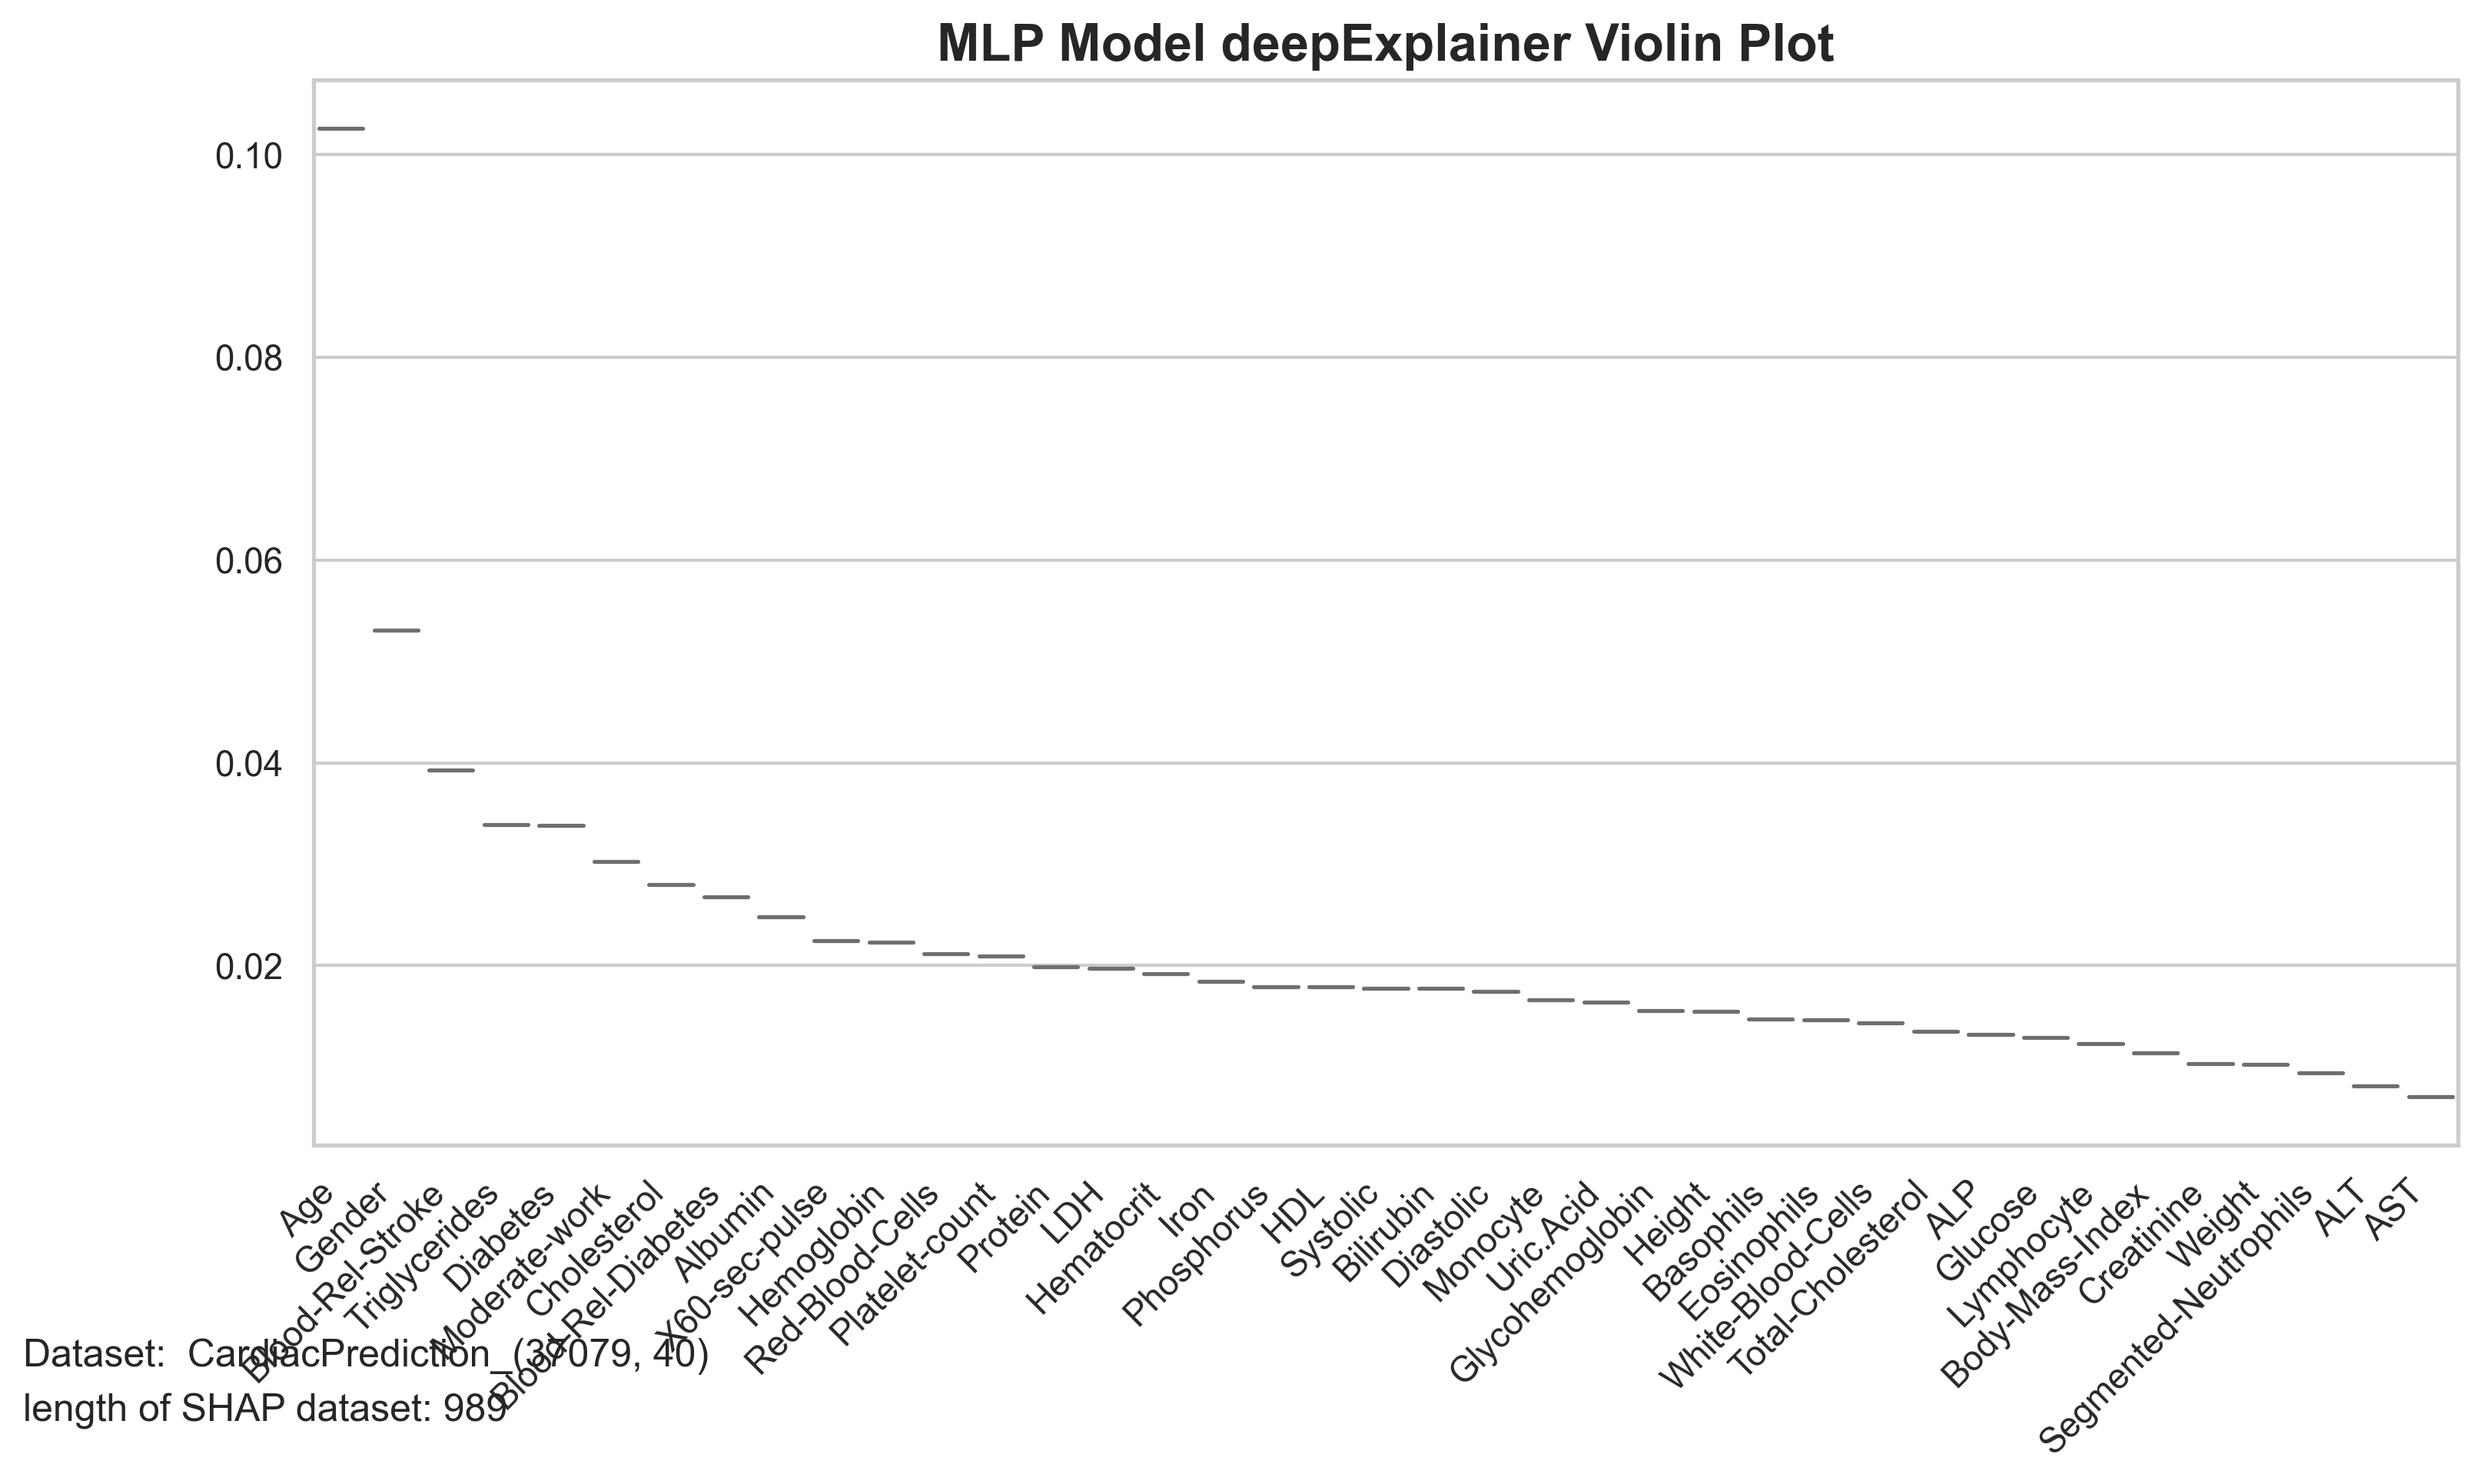 MLP Model deepExplainer Violin Plot
0.10
0.08
0.06
0.04
0.02
Age
Gender
Blood-Rel-Stroke
Triglycerides
Diabetes
Moderate-work
Cholesterol
Blood-Rel-Diabetes
Albumin
X60-sec-pulse
Hemoglobin
Red-Blood-Cells
Platelet-count
Protein
LDH
Hematocrit
Iron
Phosphorus
HDL
Systolic
Bilirubin
Diastolic
Monocyte
Uric.Acid
Glycohemoglobin
Height
Basophils
Eosinophils
White-Blood-Cells
Total-Cholesterol
ALP
Glucose
Lymphocyte
Body-Mass-Index
Creatinine
Weight
Segmented-Neutrophils
ALT
AST
Dataset:  CardiacPrediction_(37079, 40)
length of SHAP dataset: 989